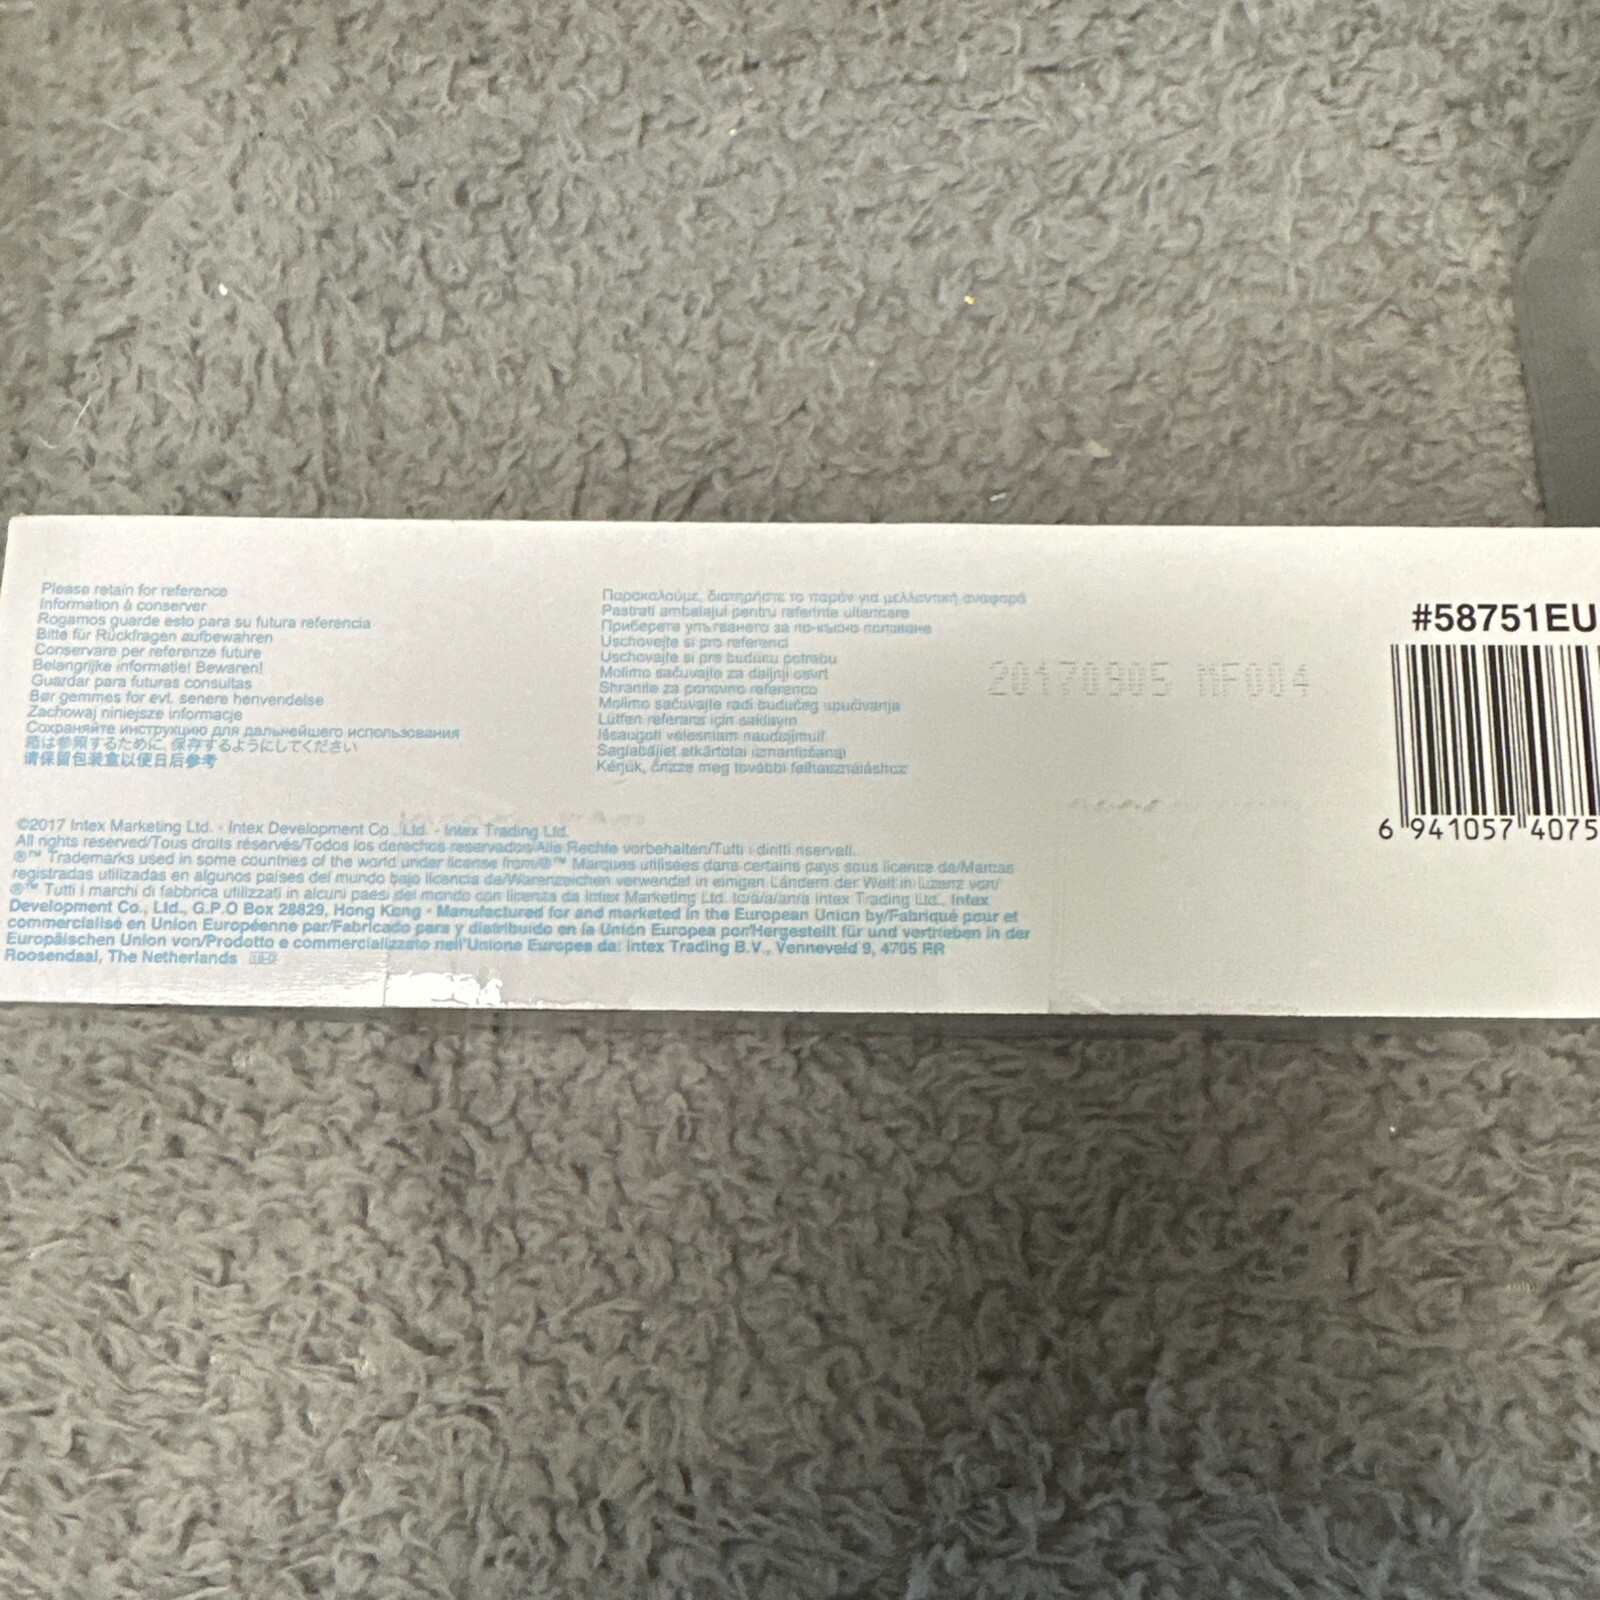 Please retain for reference
Information à conserver
Rogamos guarde esto para su futura referencia
Bitte für Rückfragen aufbewahren
Conservare per referenze future
Belangrijke informatie! Bewaren!
Guardar para futuras consultas
Bør gemmes for evt. senere henvendelse
Zachowaj niniejsze informacje
Сохраняйте инструкцию для дальнейшего использования
箱は参照するために、保存するようにしてください
请保留包装盒以便日后参考
Παρακαλούμε, διατηρήστε το παρόν για μελλοντική αναφορά
Pastrati ambalajul pentru referinte ulterioare
Приберете упътването за по-късно ползване
Uschovejte si pro referenci
Uschovajte si pre budúcu potrebu
Molimo sačuvajte za daljnji osvrt
Shranite za ponovno referenco
Molimo sačuvajte radi budućeg upućivanja
Lütfen referans için saklayin
Išsaugoti vėlesniam naudojimui
Saglabājiet atkārtotai izmantošanai
Kérjük, őrizze meg további felhasználáshoz
20170905 MF004
#58751EU
6 941057 4075
©2017 Intex Marketing Ltd. - Intex Development Co., Ltd. - Intex Trading Ltd.
All rights reserved/Tous droits réservés/Todos los derechos reservados/Alle Rechte vorbehalten/Tutti i diritti riservati.
®™ Trademarks used in some countries of the world under license from/®™ Marques utilisées dans certains pays sous licence de/Marcas
registradas utilizadas en algunos países del mundo bajo licencia de/Warenzeichen verwendet in einigen Ländern der Welt in Lizenz von/
®™ Tutti i marchi di fabbrica utilizzati in alcuni paesi del mondo con licenza da Intex Marketing Ltd. to/à/a/an/a Intex Trading Ltd., Intex
Development Co., Ltd., G.P.O Box 28829, Hong Kong - Manufactured for and marketed in the European Union by/Fabriqué pour et
commercialisé en Union Européenne par/Fabricado para y distribuido en la Unión Europea por/Hergestellt für und vertrieben in der
Europäischen Union von/Prodotto e commercializzato nell'Unione Europea da: Intex Trading B.V., Venneveld 9, 4705 RR
Roosendaal, The Netherlands